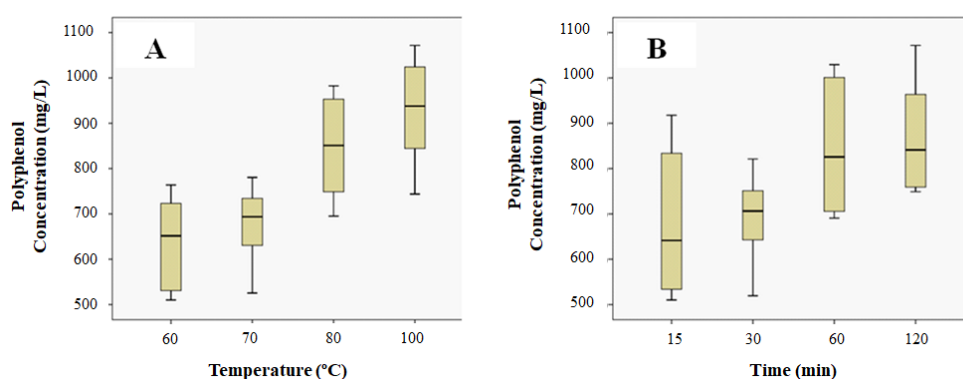 A
1100
1000
900
800
700
600
500
Polyphenol
Concentration (mg/L)
60 70 80 100
Temperature (°C)
B
1100
1000
900
800
700
600
500
Polyphenol
Concentration (mg/L)
15 30 60 120
Time (min)